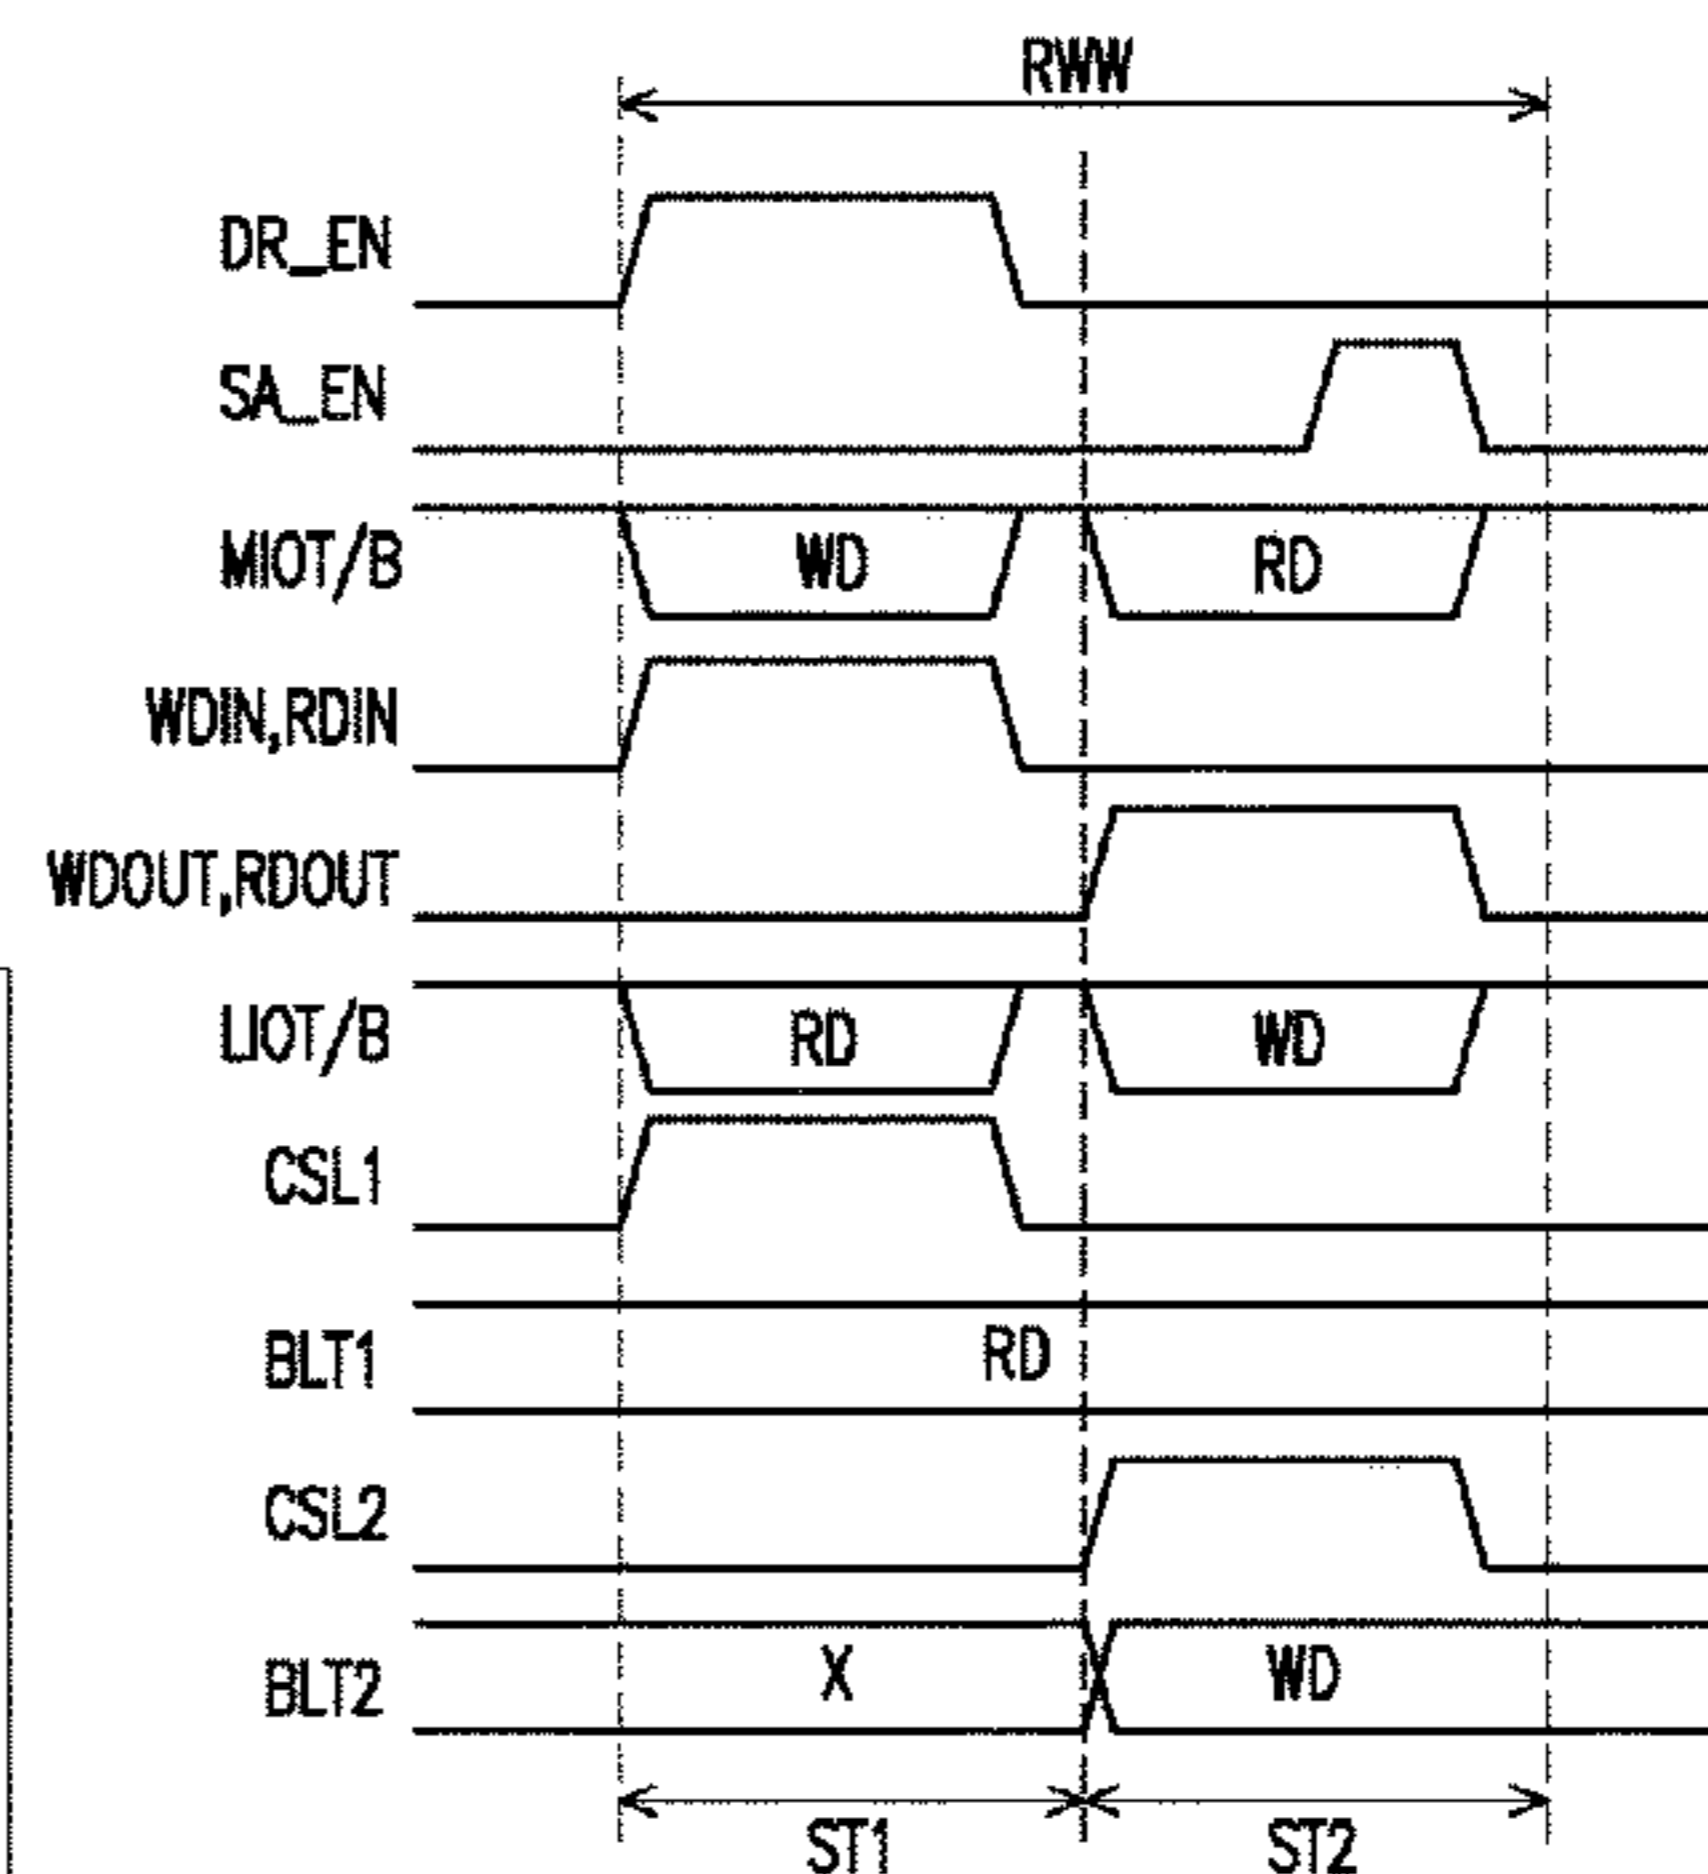 RWW
DR_EN
SA_EN
MIOT/B WD RD
WDIN,RDIN
WDOUT,RDOUT
LIOT/B RD WD
CSL1
BLT1 RD
CSL2
BLT2 X WD
ST1 ST2